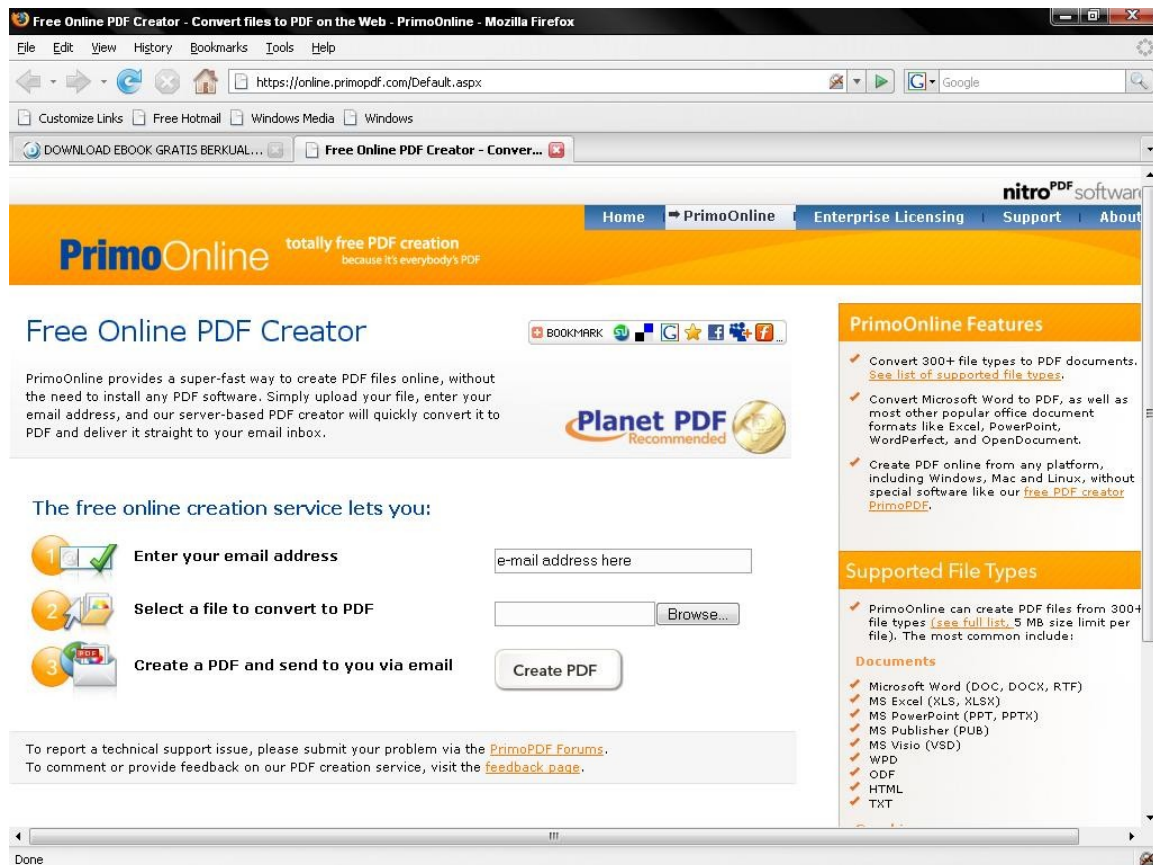 Free Online PDF Creator - Convert files to PDF on the Web - PrimoOnline - Mozilla Firefox
File Edit View History Bookmarks Tools Help
https://online.primopdf.com/Default.aspx
G Google
Customize Links Free Hotmail Windows Media Windows
DOWNLOAD EBOOK GRATIS BERKUAL...
Free Online PDF Creator - Conver...
nitroPDF software
Home PrimoOnline Enterprise Licensing Support About
PrimoOnline
totally free PDF creation
because it's everybody's PDF
Free Online PDF Creator
BOOKMARK
PrimoOnline provides a super-fast way to create PDF files online, without
the need to install any PDF software. Simply upload your file, enter your
email address, and our server-based PDF creator will quickly convert it to
PDF and deliver it straight to your email inbox.
Planet PDF
Recommended
The free online creation service lets you:
1 Enter your email address
e-mail address here
2 Select a file to convert to PDF
Browse...
3 Create a PDF and send to you via email
Create PDF
To report a technical support issue, please submit your problem via the PrimoPDF Forums.
To comment or provide feedback on our PDF creation service, visit the feedback page.
PrimoOnline Features
Convert 300+ file types to PDF documents.
See list of supported file types.
Convert Microsoft Word to PDF, as well as
most other popular office document
formats like Excel, PowerPoint,
WordPerfect, and OpenDocument.
Create PDF online from any platform,
including Windows, Mac and Linux, without
special software like our free PDF creator
PrimoPDF.
Supported File Types
PrimoOnline can create PDF files from 300+
file types (see full list, 5 MB size limit per
file). The most common include:
Documents
Microsoft Word (DOC, DOCX, RTF)
MS Excel (XLS, XLSX)
MS PowerPoint (PPT, PPTX)
MS Publisher (PUB)
MS Visio (VSD)
WPD
ODF
HTML
TXT
Done